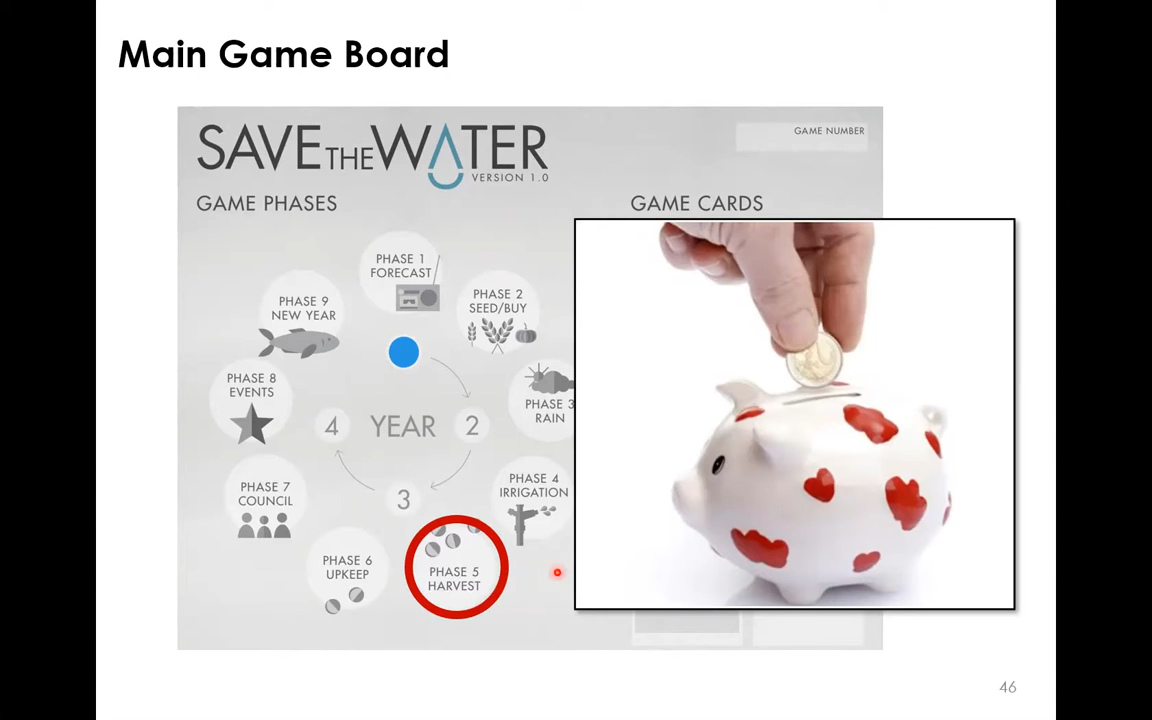 Main Game Board
SAVE THE WATER
VERSION 1.0
GAME NUMBER
GAME PHASES
GAME CARDS
PHASE 1
FORECAST
PHASE 2
SEED/BUY
PHASE 3
RAIN
PHASE 4
IRRIGATION
PHASE 5
HARVEST
PHASE 6
UPKEEP
PHASE 7
COUNCIL
PHASE 8
EVENTS
PHASE 9
NEW YEAR
4 YEAR 2
3
46